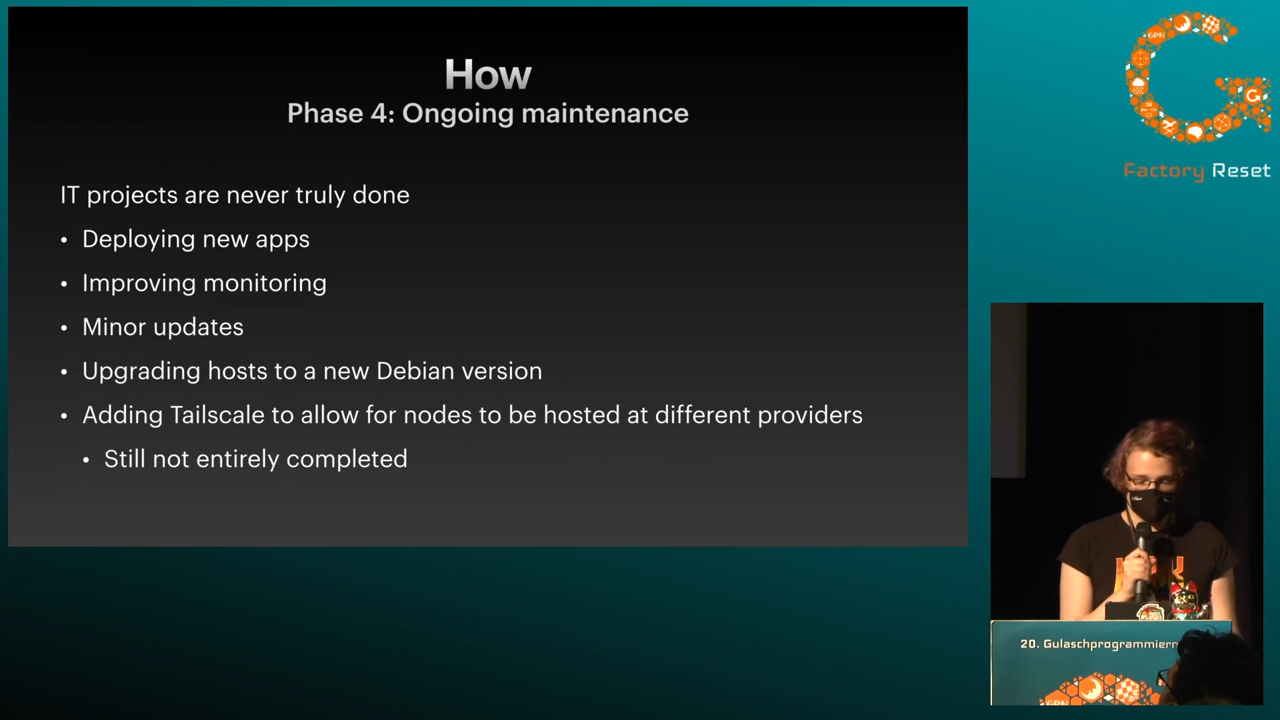 How
Phase 4: Ongoing maintenance
IT projects are never truly done
• Deploying new apps
• Improving monitoring
• Minor updates
• Upgrading hosts to a new Debian version
• Adding Tailscale to allow for nodes to be hosted at different providers
• Still not entirely completed
GPN
Factory Reset
20. Gulaschprogrammiern